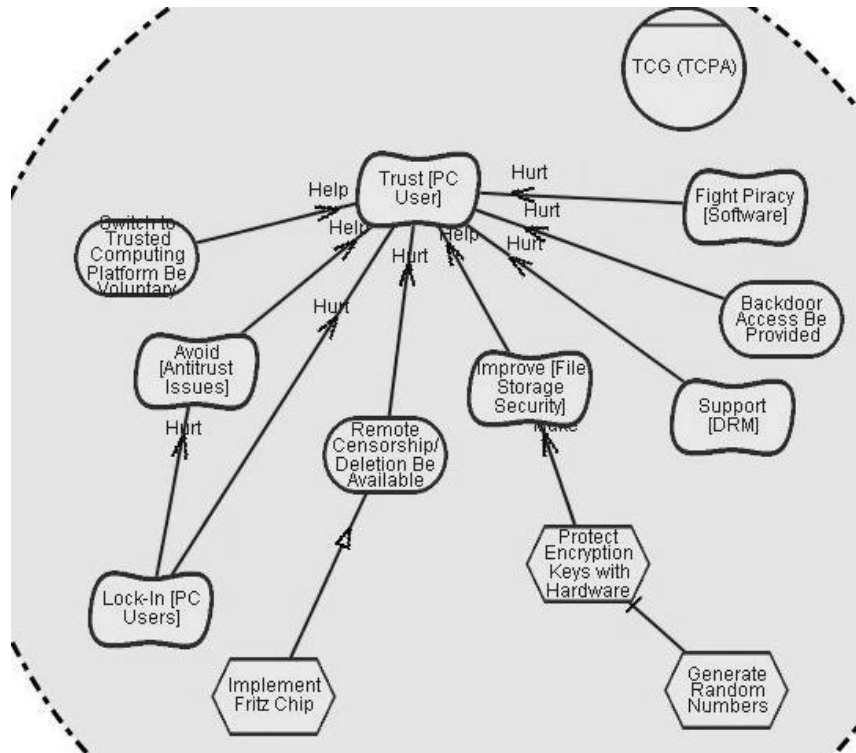 TCG (TCPA)
Trust [PC
User]
Help
Hurt
Fight Piracy
[Software]
Switch to
Trusted
Computing
Platform Be
Voluntary
Help
Hurt
Help
Hurt
Hurt
Backdoor
Access Be
Provided
Hurt
Avoid
[Antitrust
Issues]
Improve [File
Storage
Security]
Support
[DRM]
Hurt
Make
Remote
Censorship/
Deletion Be
Available
Protect
Encryption
Keys with
Hardware
Lock-In [PC
Users]
Implement
Fritz Chip
Generate
Random
Numbers